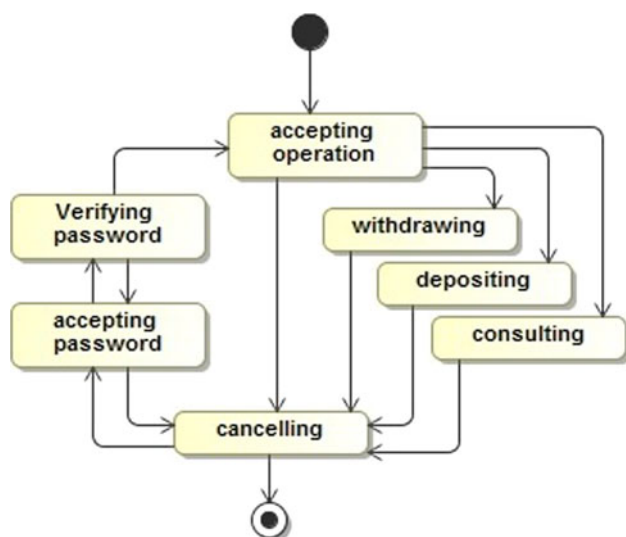 accepting
operation
Verifying
password
withdrawing
depositing
accepting
password
consulting
cancelling